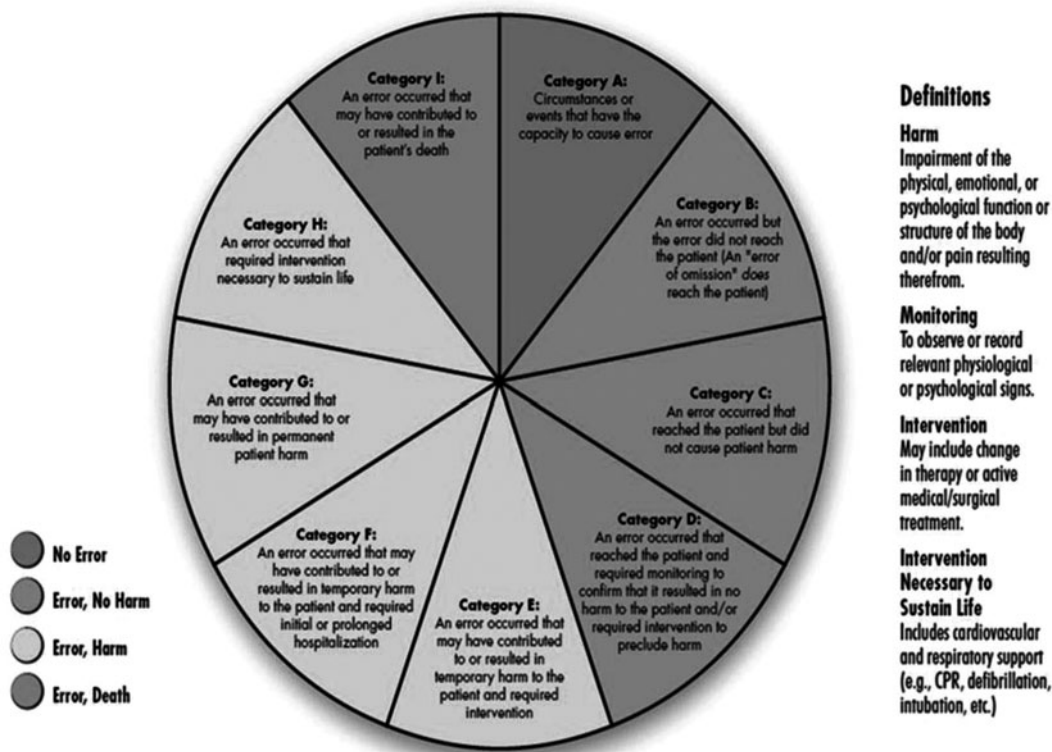 Category I:
An error occurred that
may have contributed to
or resulted in the
patient's death
Category A:
Circumstances or
events that have the
capacity to cause error
Category B:
An error occurred but
the error did not reach
the patient (An "error
of omission" does
reach the patient)
Category C:
An error occurred that
reached the patient but did
not cause patient harm
Category D:
An error occurred that
reached the patient and
required monitoring to
confirm that it resulted in no
harm to the patient and/or
required intervention to
preclude harm
Category E:
An error occurred that
may have contributed
to or resulted in
temporary harm to the
patient and required
intervention
Category F:
An error occurred that may
have contributed to or
resulted in temporary harm
to the patient and required
initial or prolonged
hospitalization
Category G:
An error occurred that
may have contributed to or
resulted in permanent
patient harm
Category H:
An error occurred that
required intervention
necessary to sustain life
No Error
Error, No Harm
Error, Harm
Error, Death
Definitions
Harm
Impairment of the
physical, emotional, or
psychological function or
structure of the body
and/or pain resulting
therefrom.
Monitoring
To observe or record
relevant physiological
or psychological signs.
Intervention
May include change
in therapy or active
medical/surgical
treatment.
Intervention
Necessary to
Sustain Life
Includes cardiovascular
and respiratory support
(e.g., CPR, defibrillation,
intubation, etc.)